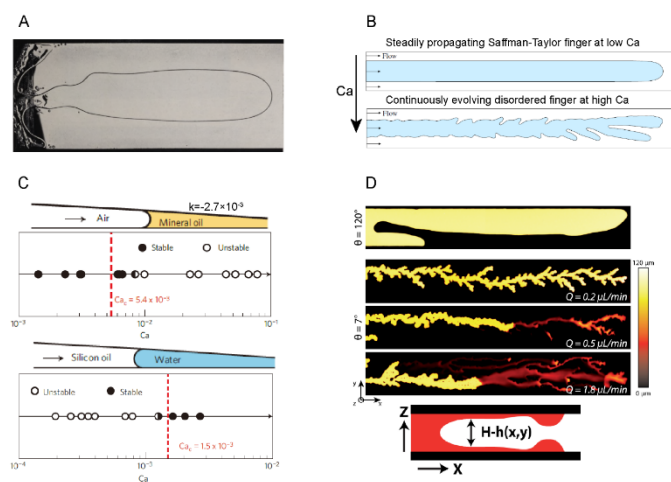 A
B
Steadily propagating Saffman-Taylor finger at low Ca
Flow
Ca
Continuously evolving disordered finger at high Ca
Flow
C
k=-2.7×10⁻³
Air
Mineral oil
Stable
Unstable
Ca_c = 5.4 x 10⁻³
10⁻³
10⁻²
10⁻¹
Ca
Silicon oil
Water
Unstable
Stable
Ca_c = 1.5 x 10⁻³
10⁻⁴
10⁻³
10⁻²
Ca
D
θ = 120°
θ = 7°
Q = 0.2 μL/min
Q = 0.5 μL/min
Q = 1.8 μL/min
120 μm
0 μm
y
z
x
Z
H-h(x,y)
X